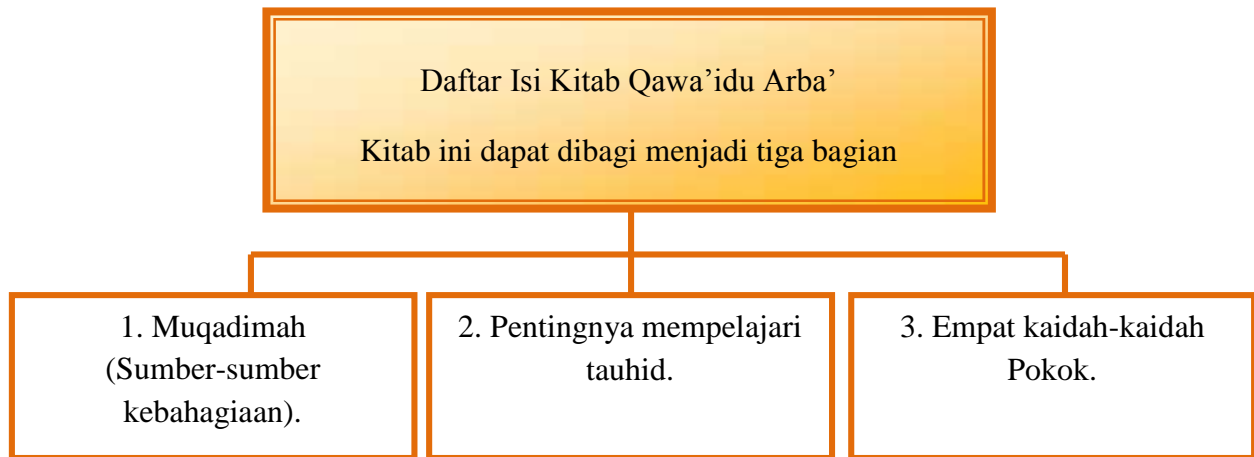 Daftar Isi Kitab Qawa’idu Arba’
Kitab ini dapat dibagi menjadi tiga bagian
1. Muqadimah
(Sumber-sumber
kebahagiaan).
2. Pentingnya mempelajari
tauhid.
3. Empat kaidah-kaidah
Pokok.